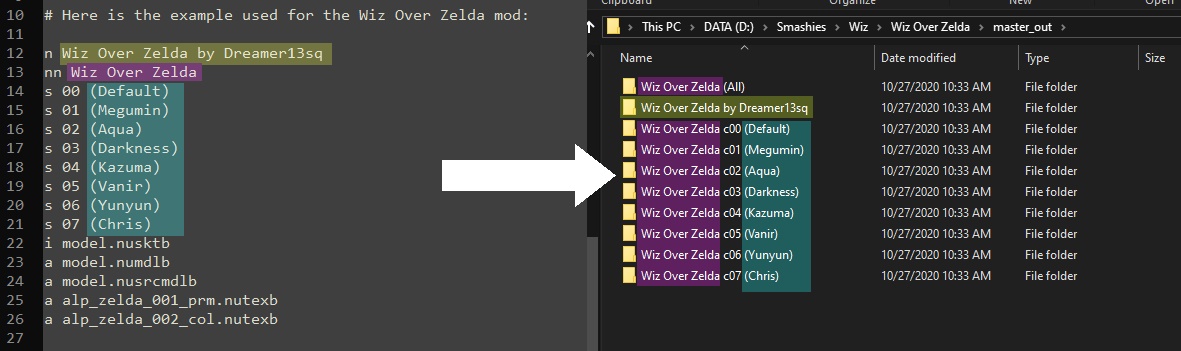 10 # Here is the example used for the Wiz Over Zelda mod:
11
12 n Wiz Over Zelda by Dreamer13sq
13 nn Wiz Over Zelda
14 s 00 (Default)
15 s 01 (Megumin)
16 s 02 (Aqua)
17 s 03 (Darkness)
18 s 04 (Kazuma)
19 s 05 (Vanir)
20 s 06 (Yunyun)
21 s 07 (Chris)
22 i model.nusktb
23 a model.numdlb
24 a model.nusrcmdlb
25 a alp_zelda_001_prm.nutexb
26 a alp_zelda_002_col.nutexb
27
Clipboard Organize New Open
This PC > DATA (D:) > Smashies > Wiz > Wiz Over Zelda > master_out >
Name Date modified Type Size
Wiz Over Zelda (All) 10/27/2020 10:33 AM File folder
Wiz Over Zelda by Dreamer13sq 10/27/2020 10:33 AM File folder
Wiz Over Zelda c00 (Default) 10/27/2020 10:33 AM File folder
Wiz Over Zelda c01 (Megumin) 10/27/2020 10:33 AM File folder
Wiz Over Zelda c02 (Aqua) 10/27/2020 10:33 AM File folder
Wiz Over Zelda c03 (Darkness) 10/27/2020 10:33 AM File folder
Wiz Over Zelda c04 (Kazuma) 10/27/2020 10:33 AM File folder
Wiz Over Zelda c05 (Vanir) 10/27/2020 10:33 AM File folder
Wiz Over Zelda c06 (Yunyun) 10/27/2020 10:33 AM File folder
Wiz Over Zelda c07 (Chris) 10/27/2020 10:33 AM File folder